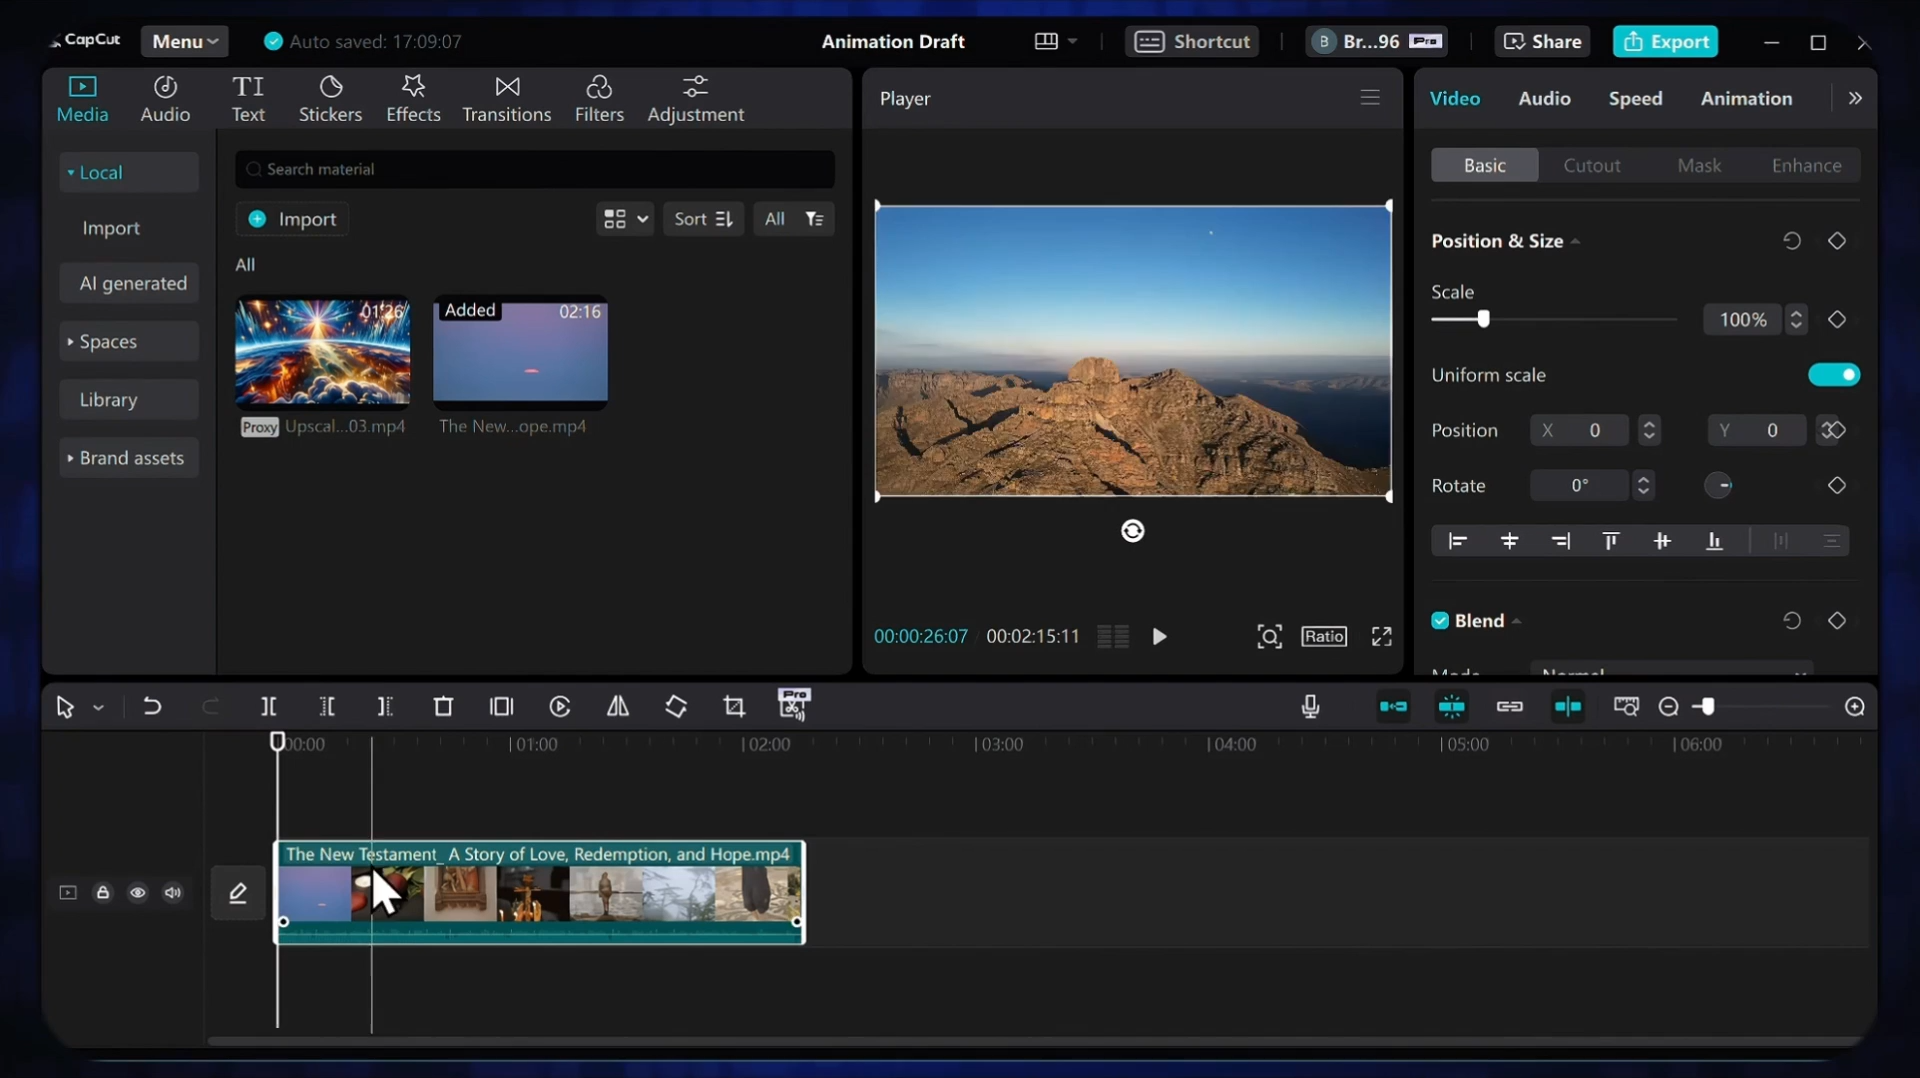 CapCut
Menu
Auto saved: 17:09:07
Animation Draft
Shortcut
B
Br...96
Pro
Share
Export
Media
Audio
Text
Stickers
Effects
Transitions
Filters
Adjustment
Local
Import
AI generated
Spaces
Library
Brand assets
Search material
Import
Sort
All
All
01:26
Proxy Upscal...03.mp4
Added
02:16
The New...ope.mp4
Player
00:00:26:07
00:02:15:11
Ratio
Video
Audio
Speed
Animation
Basic
Cutout
Mask
Enhance
Position & Size
Scale
100%
Uniform scale
Position
X 0
Y 0
Rotate
0°
Blend
Mode
Normal
Pro
00:00
01:00
02:00
03:00
04:00
05:00
06:00
The New Testament_ A Story of Love, Redemption, and Hope.mp4